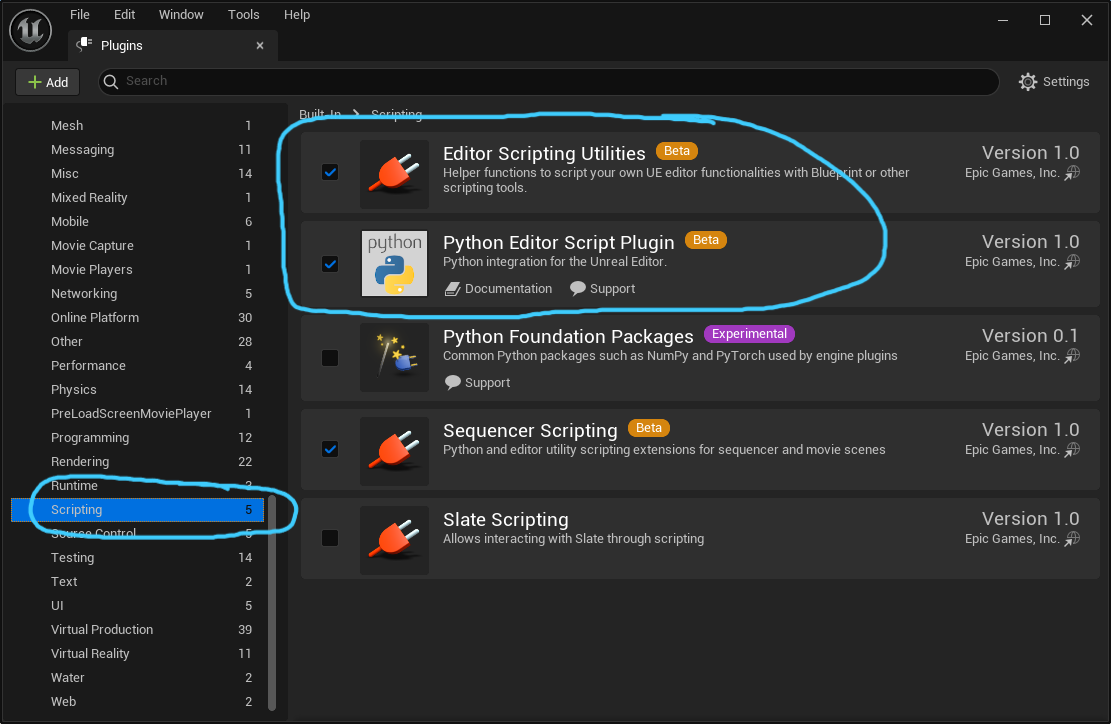 File Edit Window Tools Help
Plugins
Add
Search
Settings
Mesh 1
Messaging 11
Misc 14
Mixed Reality 1
Mobile 6
Movie Capture 1
Movie Players 1
Networking 5
Online Platform 30
Other 28
Performance 4
Physics 14
PreLoadScreenMoviePlayer 1
Programming 12
Rendering 22
Runtime 3
Scripting 5
Source Control 5
Testing 14
Text 2
UI 5
Virtual Production 39
Virtual Reality 11
Water 2
Web 2
Built-In > Scripting
Editor Scripting Utilities Beta
Version 1.0
Helper functions to script your own UE editor functionalities with Blueprint or other
scripting tools.
Epic Games, Inc.
python
Python Editor Script Plugin Beta
Version 1.0
Python integration for the Unreal Editor.
Epic Games, Inc.
Documentation Support
Python Foundation Packages Experimental
Version 0.1
Common Python packages such as NumPy and PyTorch used by engine plugins
Epic Games, Inc.
Support
Sequencer Scripting Beta
Version 1.0
Python and editor utility scripting extensions for sequencer and movie scenes
Epic Games, Inc.
Slate Scripting
Version 1.0
Allows interacting with Slate through scripting
Epic Games, Inc.